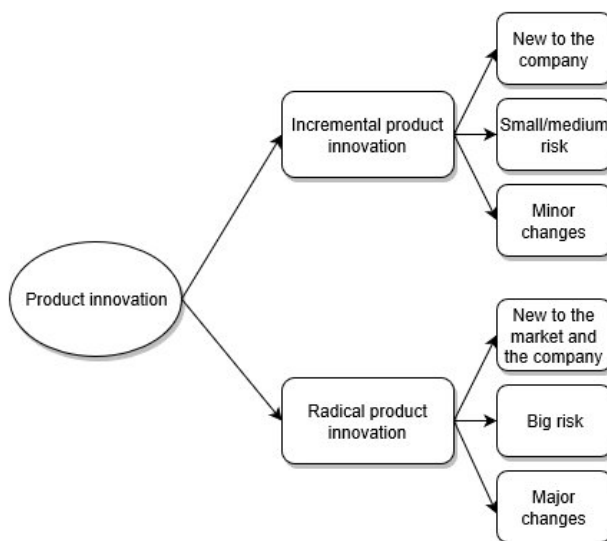 New to the
company
Incremental product
innovation
Small/medium
risk
Minor
changes
Product innovation
New to the
market and
the company
Radical product
innovation
Big risk
Major
changes